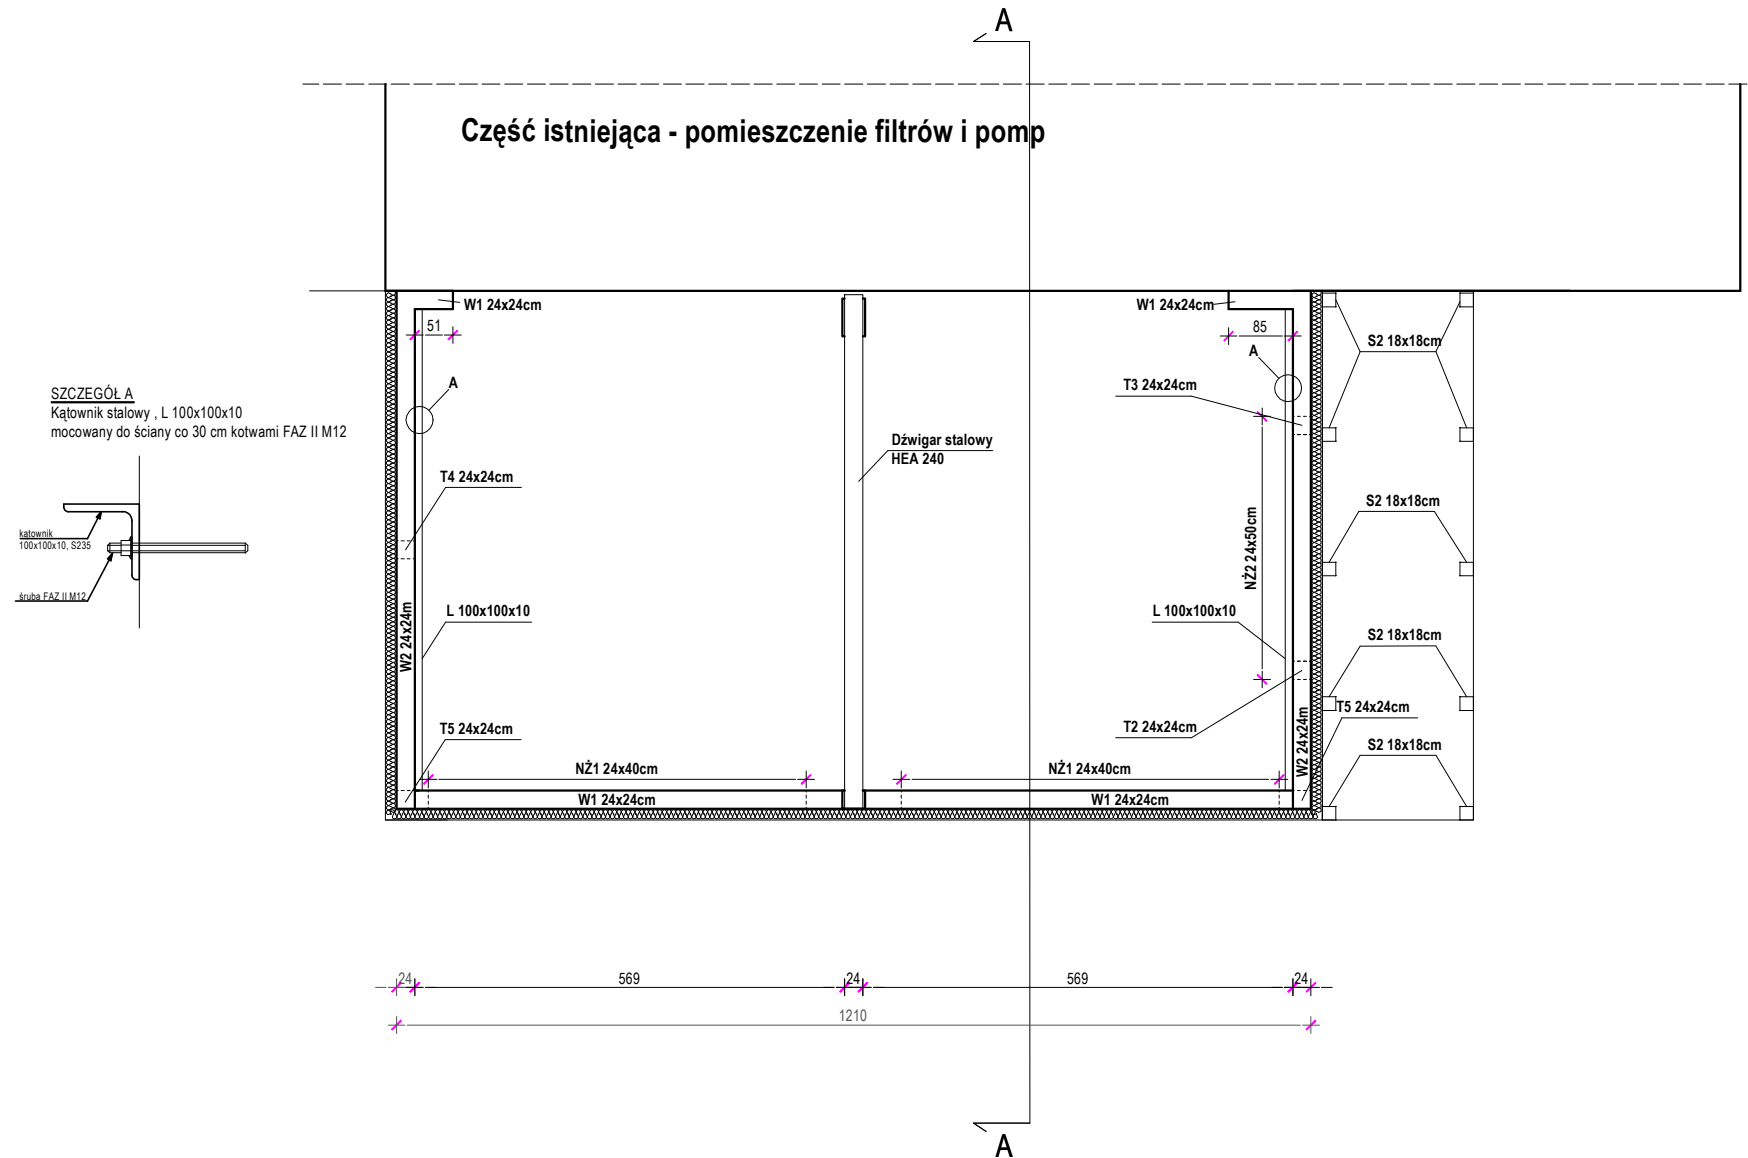 A
Część istniejąca - pomieszczenie filtrów i pomp
W1 24x24cm
W1 24x24cm
51
85
S2 18x18cm
A
A
T3 24x24cm
SZCZEGÓŁ A
Kątownik stalowy , L 100x100x10
mocowany do ściany co 30 cm kotwami FAZ II M12
Dźwigar stalowy
HEA 240
T4 24x24cm
S2 18x18cm
NŻ2 24x50cm
katownik
100x100x10, S235
śruba FAZ II M12
L 100x100x10
L 100x100x10
W2 24x24m
S2 18x18cm
T5 24x24cm
T5 24x24cm
T2 24x24cm
W2 24x24m
S2 18x18cm
NŻ1 24x40cm
NŻ1 24x40cm
W1 24x24cm
W1 24x24cm
24
569
24
569
24
1210
A